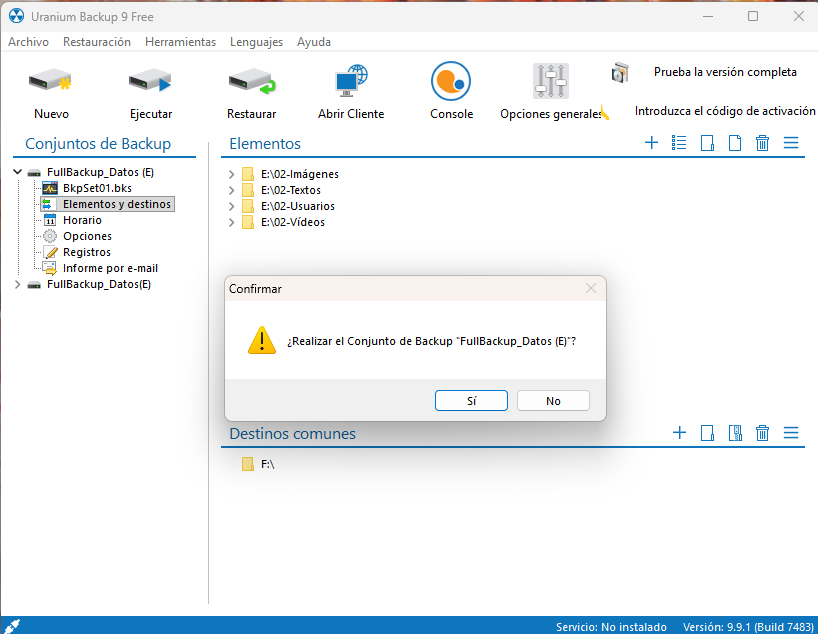 Uranium Backup 9 Free
Archivo Restauración Herramientas Lenguajes Ayuda
Nuevo Ejecutar Restaurar Abrir Cliente Console Opciones generales
Prueba la versión completa
Introduzca el código de activación
Conjuntos de Backup
FullBackup_Datos (E)
BkpSet01.bks
Elementos y destinos
11
Horario
Opciones
Registros
Informe por e-mail
FullBackup_Datos(E)
Elementos
E:\02-Imágenes
E:\02-Textos
E:\02-Usuarios
E:\02-Vídeos
Confirmar
¿Realizar el Conjunto de Backup "FullBackup_Datos (E)"?
Sí No
Destinos comunes
F:\
Servicio: No instalado Versión: 9.9.1 (Build 7483)